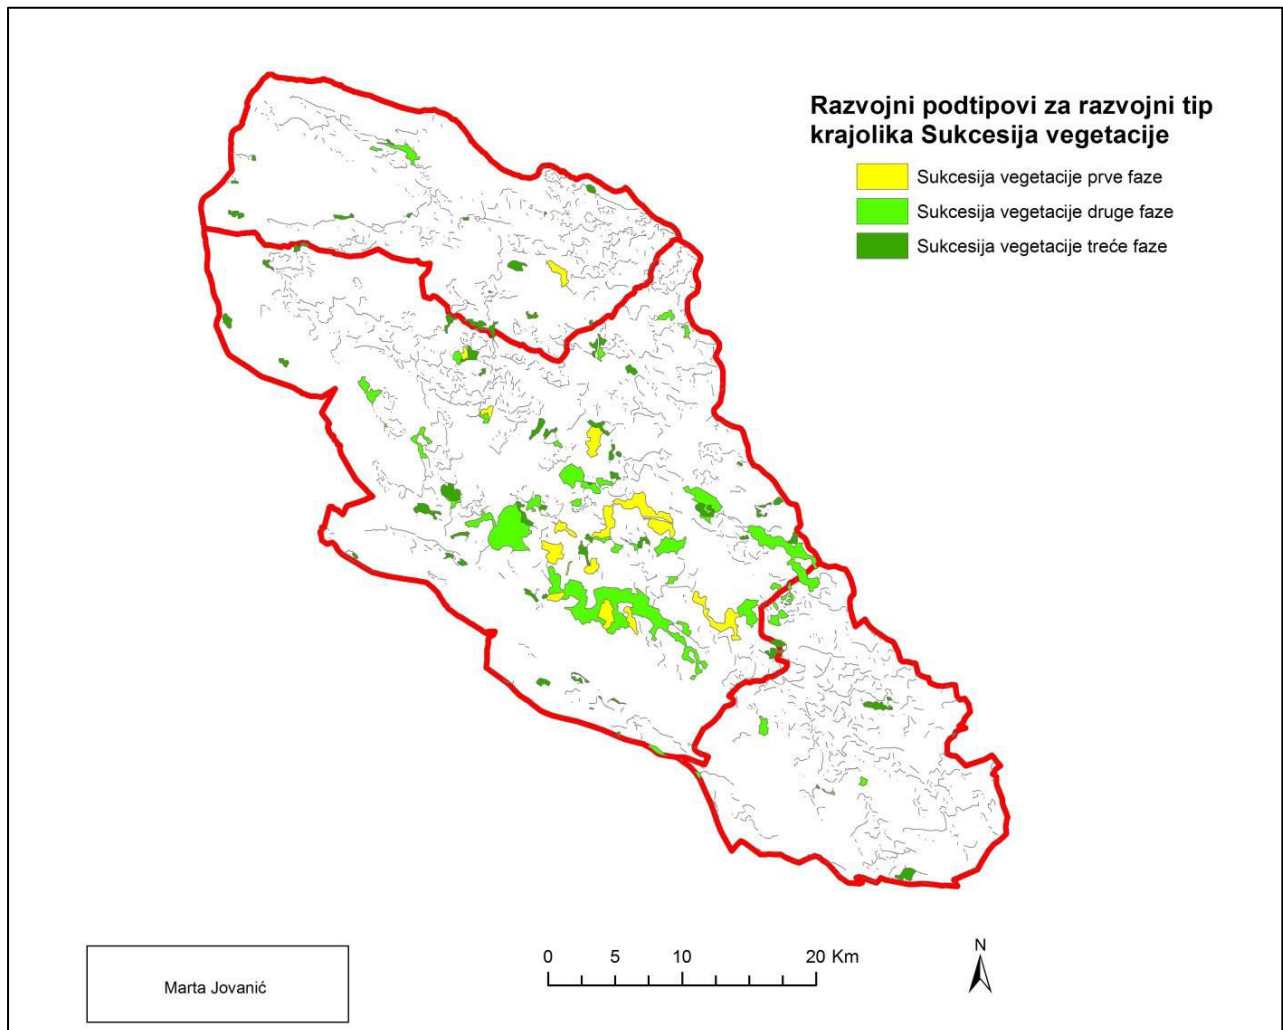 Razvojni podtipovi za razvojni tip
krajolika Sukcesija vegetacije
Sukcesija vegetacije prve faze
Sukcesija vegetacije druge faze
Sukcesija vegetacije treće faze
Marta Jovanić
0 5 10 20 Km
N